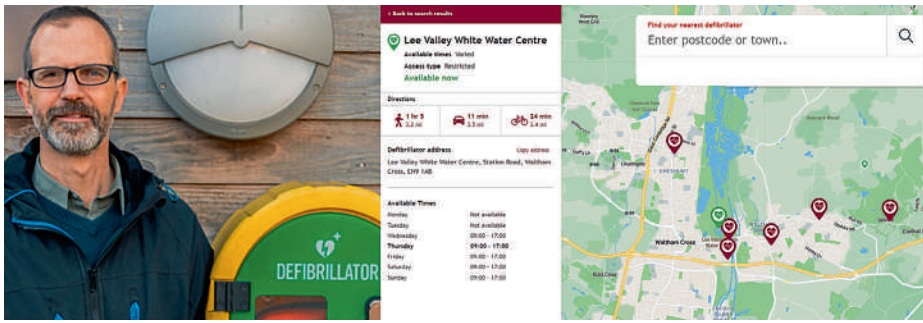 DEFIBRILLATOR
< Back to search results
Lee Valley White Water Centre
Available times Varied
Access type Restricted
Available now
Directions
1 hr 5
11 min
24 min
Defibrillator address
Copy address
Lee Valley White Water Centre, Station Road, Waltham
Cross, EN9 1AB
Available Times
Monday Not available
Tuesday Not available
Wednesday 09:00 - 17:00
Thursday 09:00 - 17:00
Friday 09:00 - 17:00
Saturday 09:00 - 17:00
Sunday 09:00 - 17:00
Find your nearest defibrillator
Enter postcode or town..
CHESHUNT
Waltham Cross